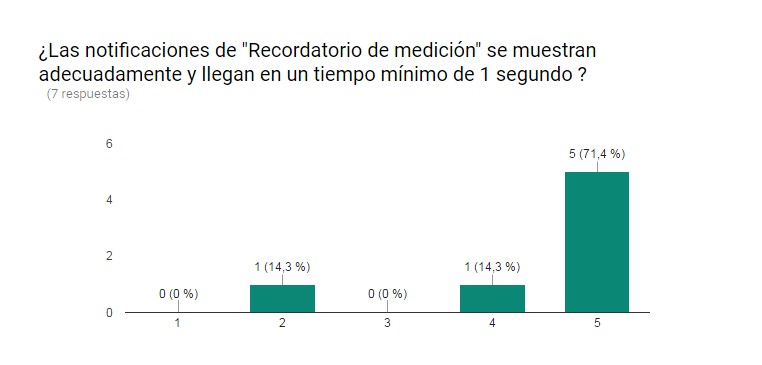 ¿Las notificaciones de "Recordatorio de medición" se muestran
adecuadamente y llegan en un tiempo mínimo de 1 segundo ?
(7 respuestas)
6
5 (71,4 %)
4
2
1 (14,3 %)
1 (14,3 %)
0 (0 %)
0 (0 %)
0
1 2 3 4 5